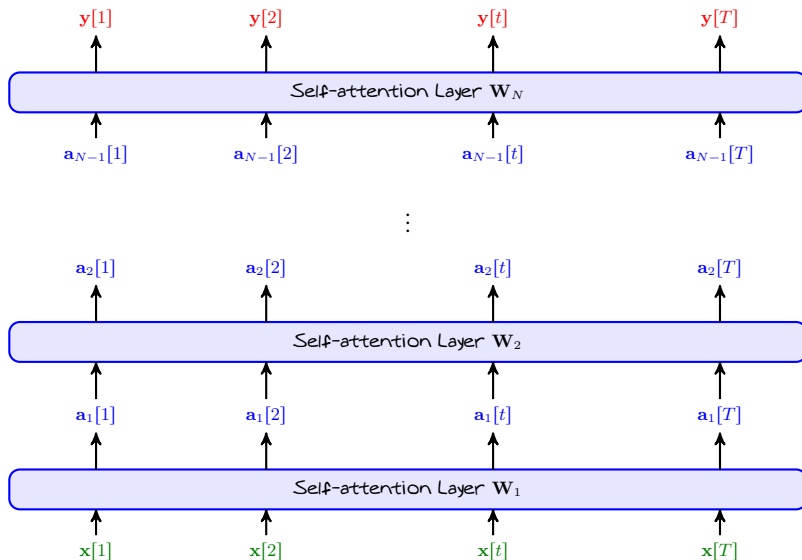 y[1] y[2] y[t] y[T]
Self-attention Layer W_N
a_{N−1}[1] a_{N−1}[2] a_{N−1}[t] a_{N−1}[T]
⋮
a_2[1] a_2[2] a_2[t] a_2[T]
Self-attention Layer W_2
a_1[1] a_1[2] a_1[t] a_1[T]
Self-attention Layer W_1
x[1] x[2] x[t] x[T]